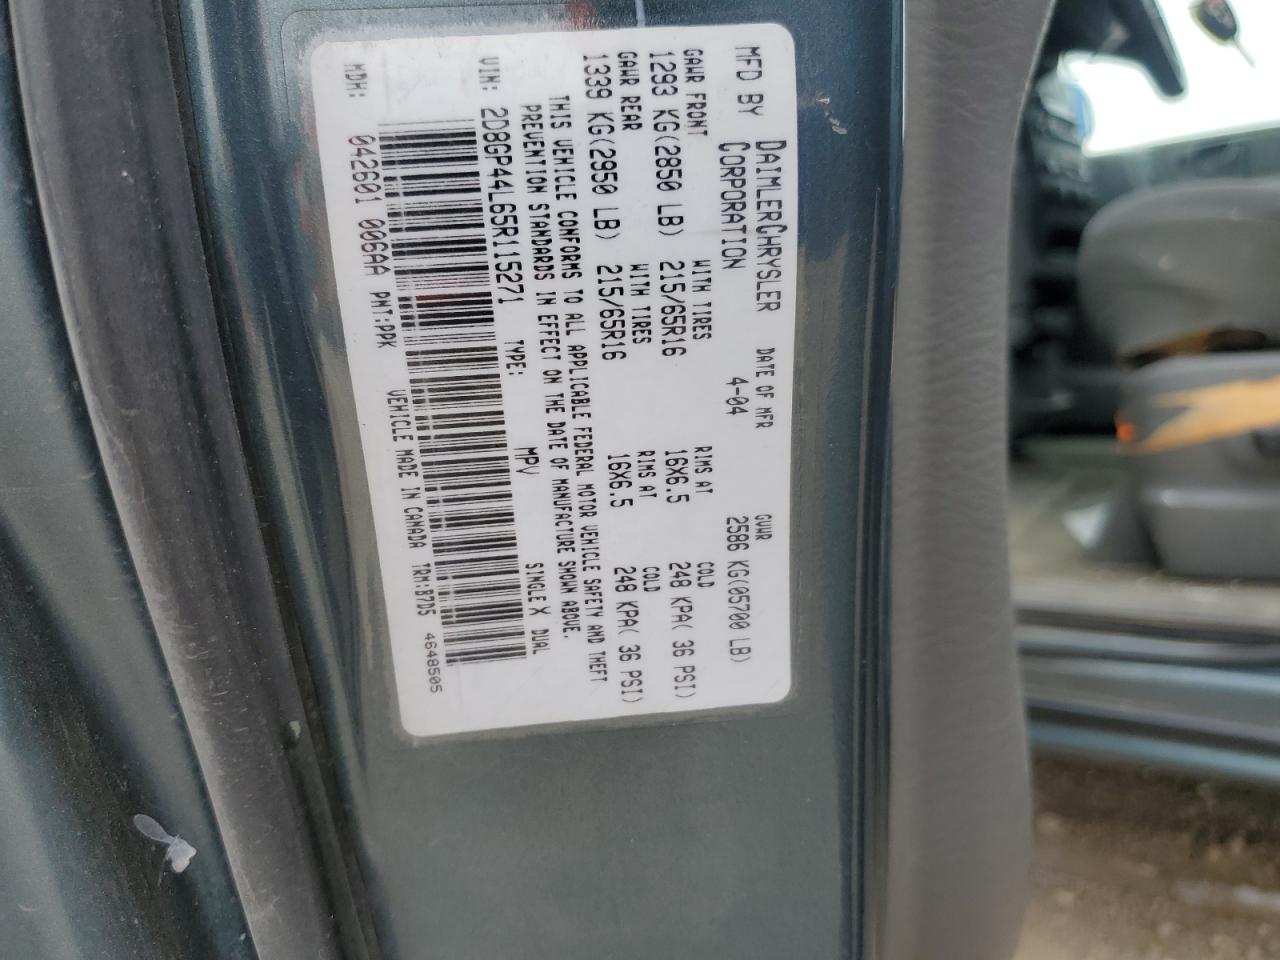 MFD BY DAIMLERCHRYSLER CORPORATION DATE OF MFR 4-04 GVWR 2586 KG(05700 LB)
GAWR FRONT WITH TIRES RIMS AT COLD
1293 KG(2850 LB) 215/65R16 16X6.5 248 KPA( 36 PSI)
GAWR REAR WITH TIRES RIMS AT COLD
1339 KG(2950 LB) 215/65R16 16X6.5 248 KPA( 36 PSI)
THIS VEHICLE CONFORMS TO ALL APPLICABLE FEDERAL MOTOR VEHICLE SAFETY AND THEFT
PREVENTION STANDARDS IN EFFECT ON THE DATE OF MANUFACTURE SHOWN ABOVE.
VIN: 2D8GP44L65R115271 TYPE: MPV SINGLE X DUAL
MDH: 042601 006AA PNT:PPK VEHICLE MADE IN CANADA TRM:B7D5 4648505